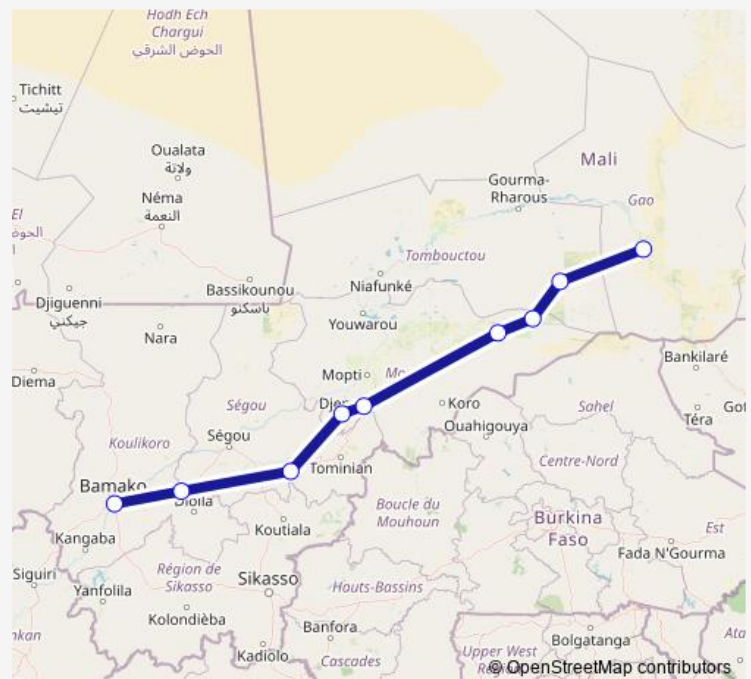 Hodh Ech
Chargui
الحوض الشرقي
Tichitt
تيشيت
Oualata
ولاتة
Mali
Gourma-
Rharous
Néma
النعمة
Gao
El
Tombouctou
Bassikounou
باسكنو
Niafunké
Djiguenni
جيكني
Youwarou
Nara
Bankilaré
Mopti
Diema
Koro
Sahel
Téra
Ségou
Ouahigouya
Koulikoro
Ségou
Centre-Nord
Tominian
Bamako
Dioïla
Boucle du
Mouhoun
Koutiala
Burkina
Faso
Est
Kangaba
Fada N'Gourma
Siguiri
Région de
Sikasso
Sikasso
Hauts-Bassins
Yanfolila
Kolondièba
Banfora
Bolgatanga
Kadiolo
Cascades
Upper West
© OpenStreetMap contributors